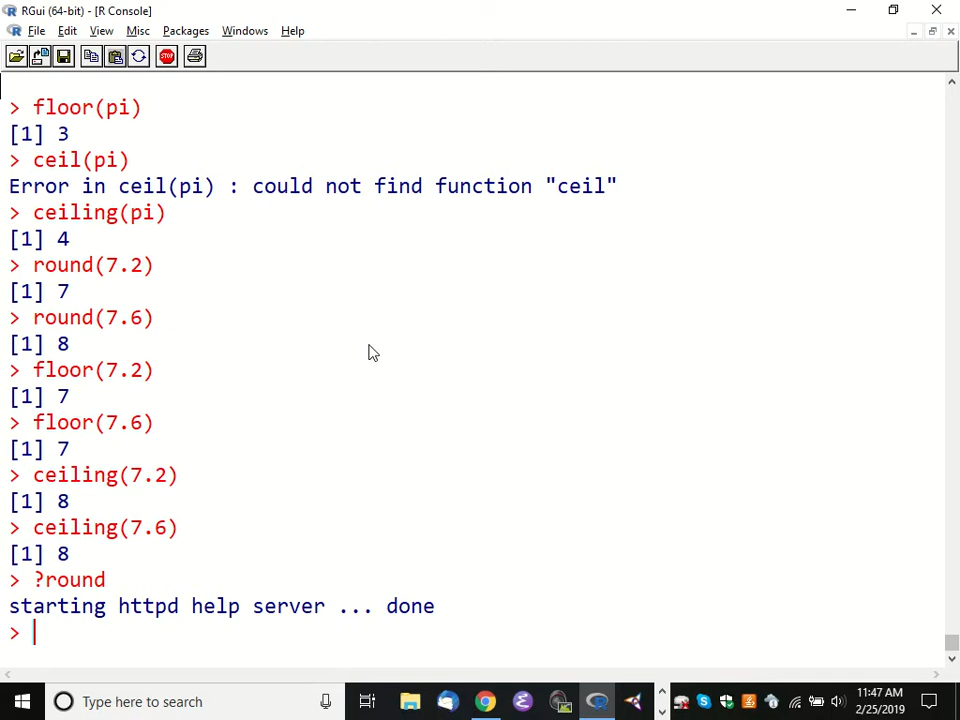 RGui (64-bit) - [R Console]
File Edit View Misc Packages Windows Help
STOP
> floor(pi)
[1] 3
> ceil(pi)
Error in ceil(pi) : could not find function "ceil"
> ceiling(pi)
[1] 4
> round(7.2)
[1] 7
> round(7.6)
[1] 8
> floor(7.2)
[1] 7
> floor(7.6)
[1] 7
> ceiling(7.2)
[1] 8
> ceiling(7.6)
[1] 8
> ?round
starting httpd help server ... done
>
Type here to search
11:47 AM
2/25/2019